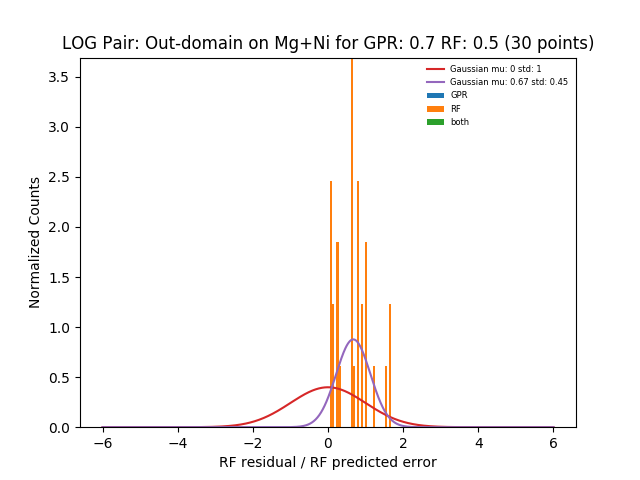 LOG Pair: Out-domain on Mg+Ni for GPR: 0.7 RF: 0.5 (30 points)
Gaussian mu: 0 std: 1
Gaussian mu: 0.67 std: 0.45
GPR
RF
both
Normalized Counts
3.5
3.0
2.5
2.0
1.5
1.0
0.5
0.0
−6 −4 −2 0 2 4 6
RF residual / RF predicted error